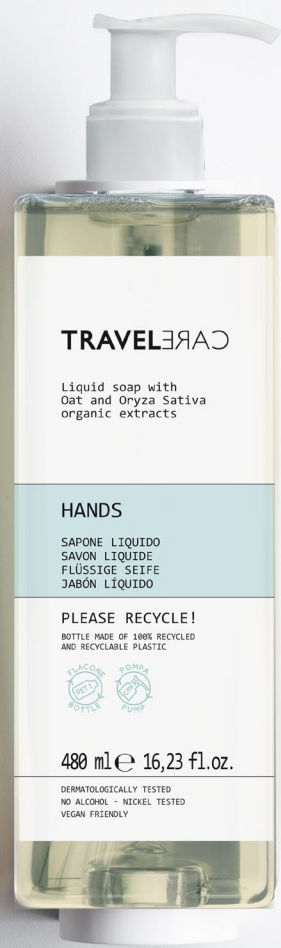 TRAVELCARE
Liquid soap with
Oat and Oryza Sativa
organic extracts
HANDS
SAPONE LIQUIDO
SAVON LIQUIDE
FLÜSSIGE SEIFE
JABÓN LÍQUIDO
PLEASE RECYCLE!
BOTTLE MADE OF 100% RECYCLED
AND RECYCLABLE PLASTIC
FLACONE
PET 1
BOTTLE
POMPA
PUMP
480 ml ℮ 16,23 fl.oz.
DERMATOLOGICALLY TESTED
NO ALCOHOL - NICKEL TESTED
VEGAN FRIENDLY